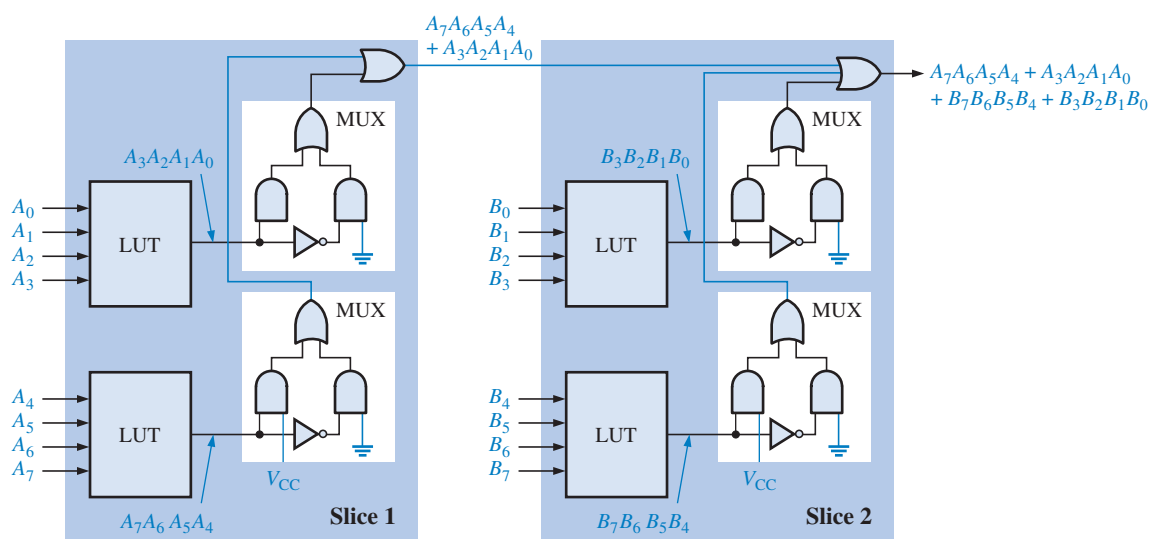 A₇A₆A₅A₄
+ A₃A₂A₁A₀
A₇A₆A₅A₄ + A₃A₂A₁A₀
+ B₇B₆B₅B₄ + B₃B₂B₁B₀
MUX
MUX
A₃A₂A₁A₀
B₃B₂B₁B₀
A₀
A₁
A₂
A₃
LUT
B₀
B₁
B₂
B₃
LUT
MUX
MUX
A₄
A₅
A₆
A₇
LUT
B₄
B₅
B₆
B₇
LUT
V_CC
V_CC
A₇A₆ A₅A₄
Slice 1
B₇B₆ B₅B₄
Slice 2